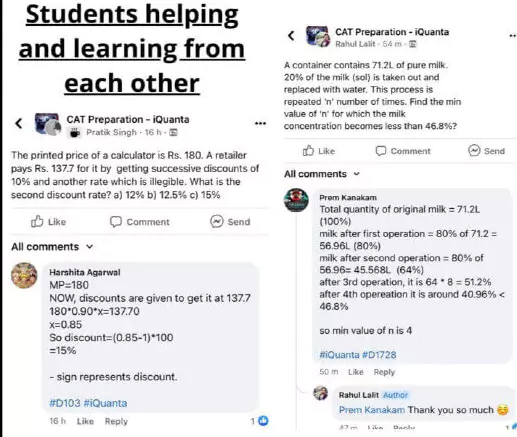 Students helping
and learning from
each other
CAT Preparation - iQuanta
Pratik Singh · 16 h ·
The printed price of a calculator is Rs. 180. A retailer
pays Rs. 137.7 for it by getting successive discounts of
10% and another rate which is illegible. What is the
second discount rate? a) 12% b) 12.5% c) 15%
Like Comment Send
All comments
Harshita Agarwal
MP=180
NOW, discounts are given to get it at 137.7
180*0.90*x=137.70
x=0.85
So discount=(0.85-1)*100
=15%
- sign represents discount.
#D103 #iQuanta
16 h Like Reply 1
CAT Preparation - iQuanta
Rahul Lalit · 54 m ·
A container contains 71.2L of pure milk.
20% of the milk (sol) is taken out and
replaced with water. This process is
repeated 'n' number of times. Find the min
value of 'n' for which the milk
concentration becomes less than 46.8%?
Like Comment Send
All comments
Prem Kanakam
Total quantity of original milk = 71.2L
(100%)
milk after first operation = 80% of 71.2 =
56.96L (80%)
milk after second operation = 80% of
56.96= 45.568L (64%)
after 3rd operation, it is 64 * 8 = 51.2%
after 4th opereation it is around 40.96% <
46.8%
so min value of n is 4
#iQuanta #D1728
50 m Like Reply
Rahul Lalit Author
Prem Kanakam Thank you so much 😊
47 m Like Reply 1